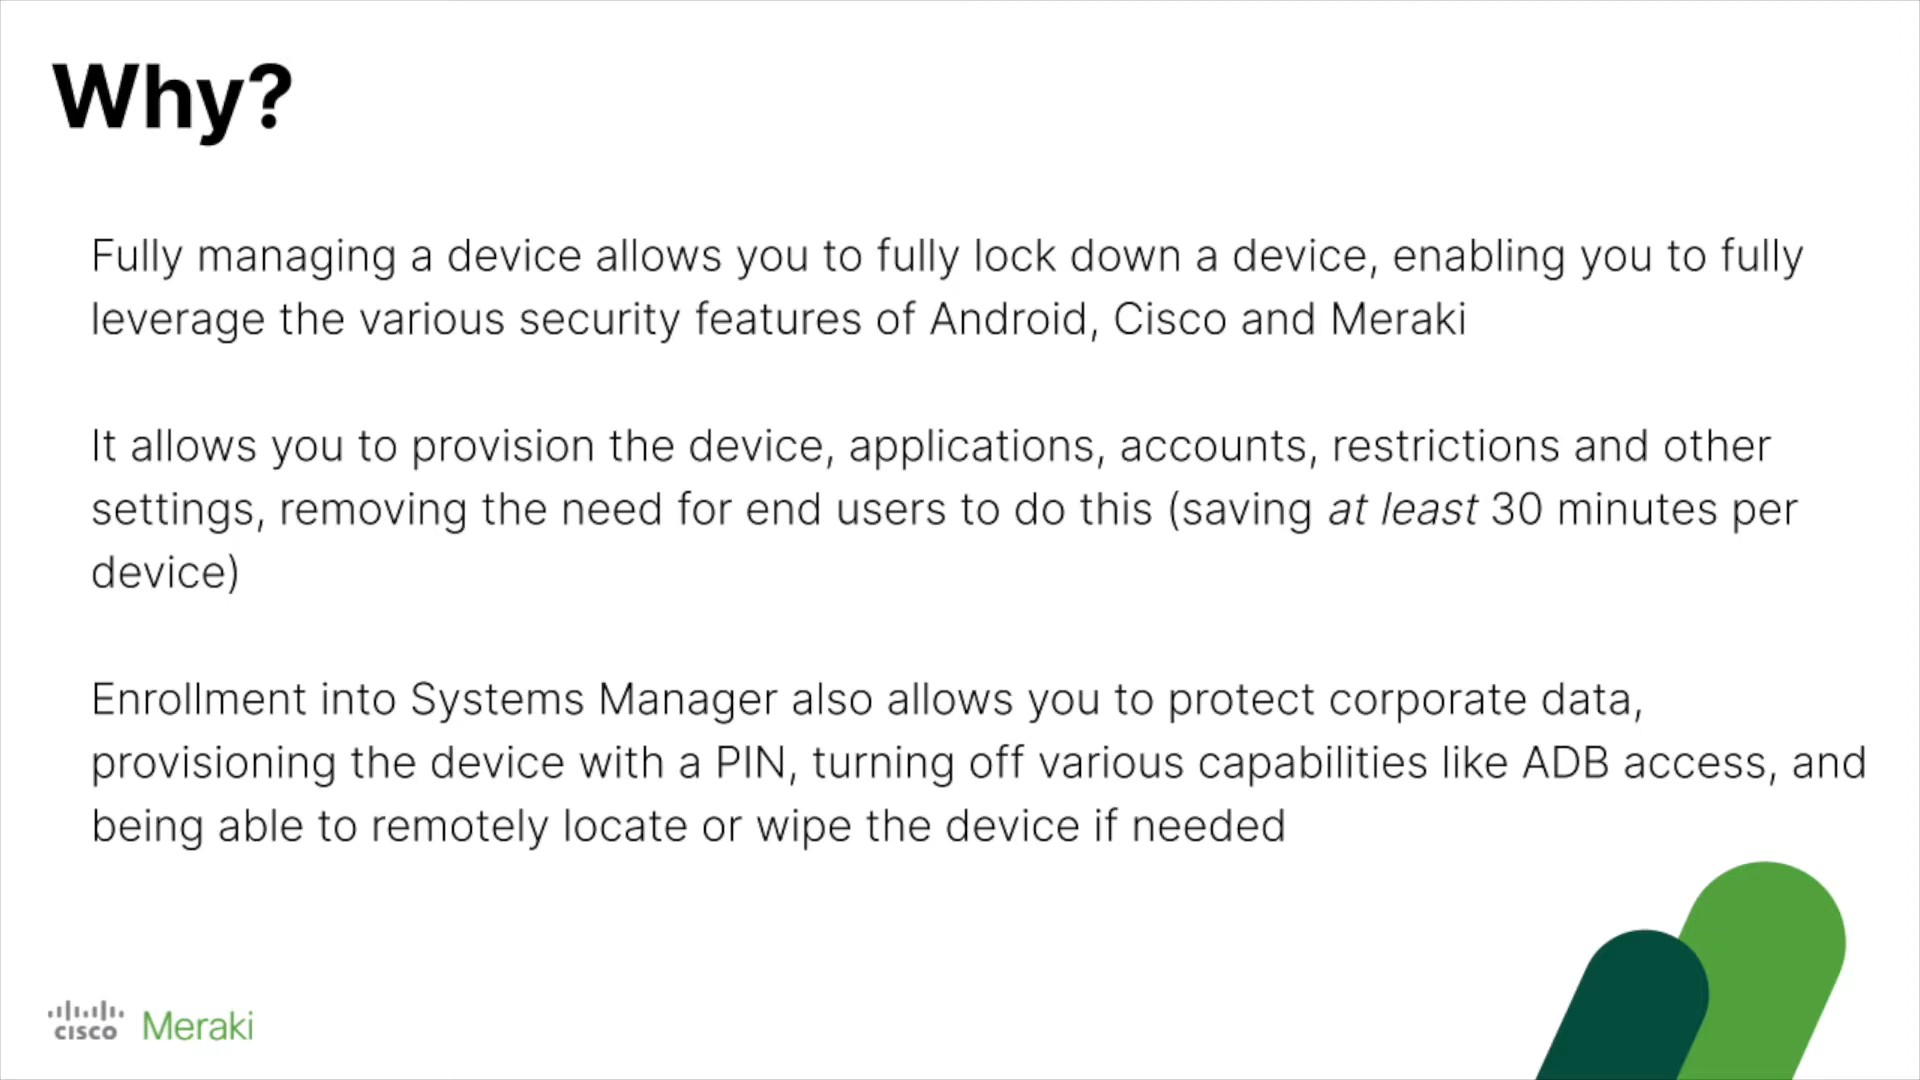 Why?
Fully managing a device allows you to fully lock down a device, enabling you to fully
leverage the various security features of Android, Cisco and Meraki
It allows you to provision the device, applications, accounts, restrictions and other
settings, removing the need for end users to do this (saving at least 30 minutes per
device)
Enrollment into Systems Manager also allows you to protect corporate data,
provisioning the device with a PIN, turning off various capabilities like ADB access, and
being able to remotely locate or wipe the device if needed
CISCO Meraki